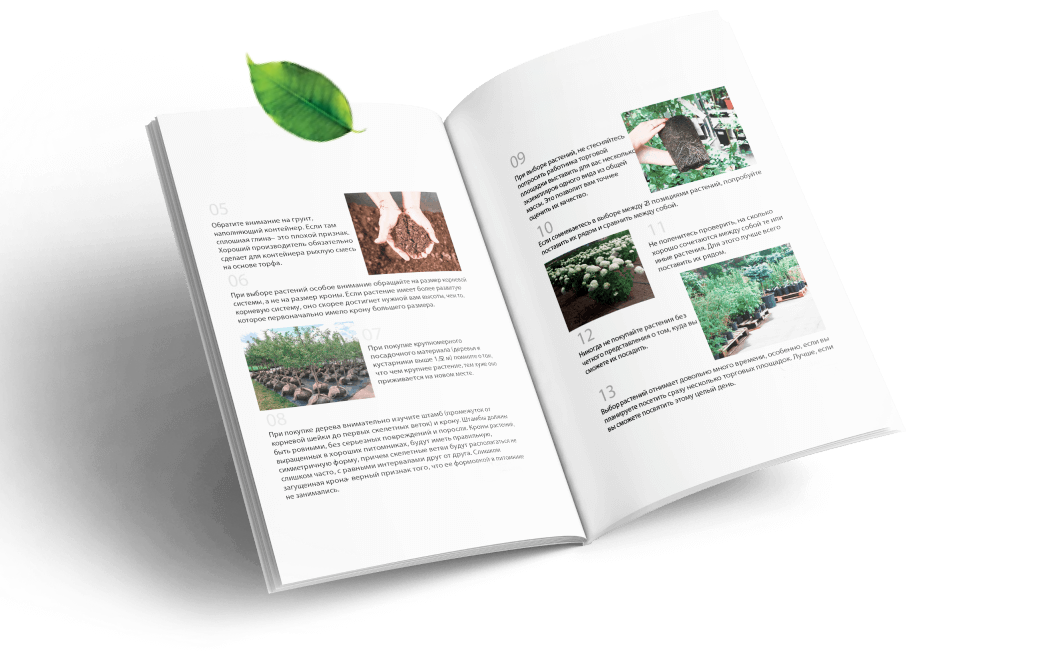 05
Обратите внимание на грунт,
наполняющий контейнер. Если там
сплошная глина– это плохой признак.
Хороший производитель обязательно
сделает для контейнера рыхлую смесь
на основе торфа.
06
При выборе растений особое внимание обращайте на размер корневой
системы, а не на размер кроны. Если растение имеет более развитую
корневую систему, оно скорее достигнет нужной вам высоты, чем то,
которое первоначально имело крону большего размера.
07
При покупке крупномерного
посадочного материала (деревья и
кустарники выше 1,5 м) помните о том,
что чем крупнее растение, тем хуже оно
приживается на новом месте.
08
При покупке дерева внимательно изучите штамб (промежуток от
корневой шейки до первых скелетных веток) и крону. Штамбы должны
быть ровными, без серьезных повреждений и поросли. Кроны растений,
выращенных в хороших питомниках, будут иметь правильную,
симметричную форму, причем скелетные ветви будут располагаться не
слишком часто, с равными интервалами друг от друга. Слишком
загущенная крона- верный признак того, что ее формовкой в питомнике
не занимались.
09
При выборе растений, не стесняйтесь
попросить работника торговой
площадки выставить для вас несколько
экземпляров одного вида из общей
массы. Это позволит вам точнее
оценить их качество.
10
Если сомневаетесь в выборе между 2 позициями растений, попробуйте
поставить их рядом и сравнить между собой.
11
Не поленитесь проверить, на сколько
хорошо сочетаются между собой те или
иные растения. Для этого лучше всего
поставить их рядом.
12
Никогда не покупайте растения без
четкого представления о том, куда вы
сможете их посадить.
13
Выбор растений отнимает довольно много времени, особенно, если вы
планируете посетить сразу несколько торговых площадок. Лучше, если
вы сможете посвятить этому целый день.